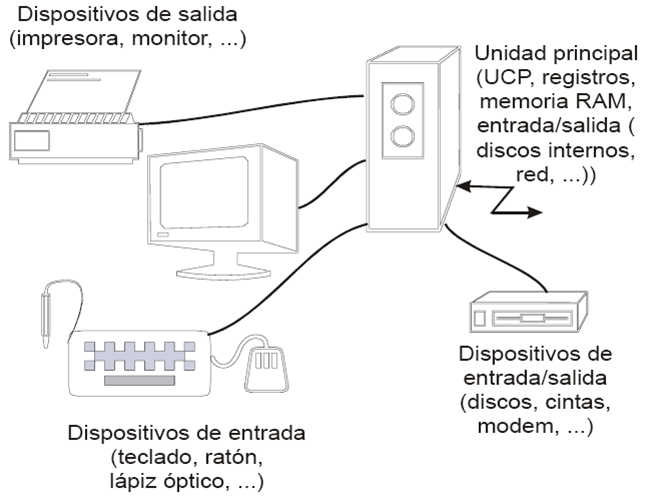 Dispositivos de salida
(impresora, monitor, ...)
Unidad principal
(UCP, registros,
memoria RAM,
entrada/salida (
discos internos,
red, ...))
Dispositivos de
entrada/salida
(discos, cintas,
modem, ...)
Dispositivos de entrada
(teclado, ratón,
lápiz óptico, ...)